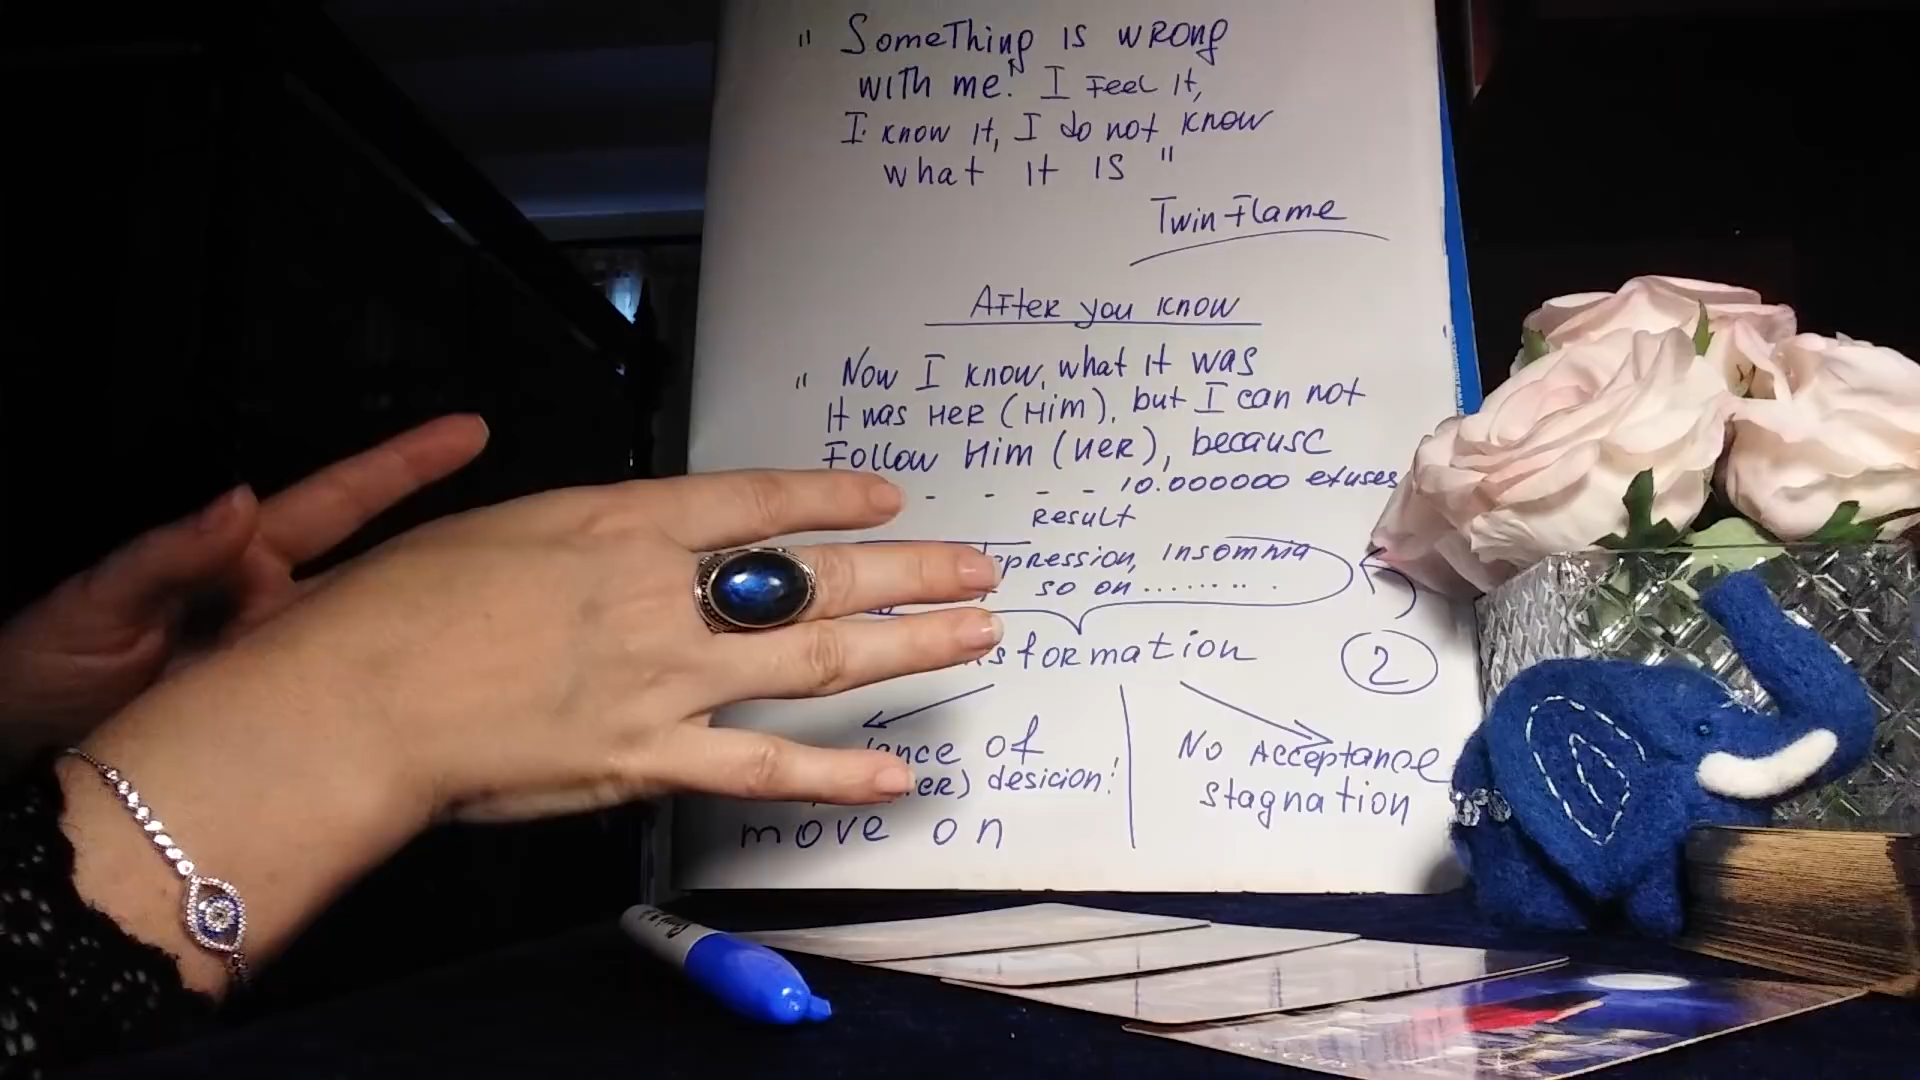 " Something is wrong
with me! I feel it,
I know it, I do not know
what it is "
Twin Flame
After you know
" Now I know, what it was
It was Her (Him), but I can not
Follow Him (Her), because
- - - - 10.000000 exuses
Result
pression, insomnia
so on ........
sformation
2
ance of
er) desicion!
move on
No Acceptance
stagnation